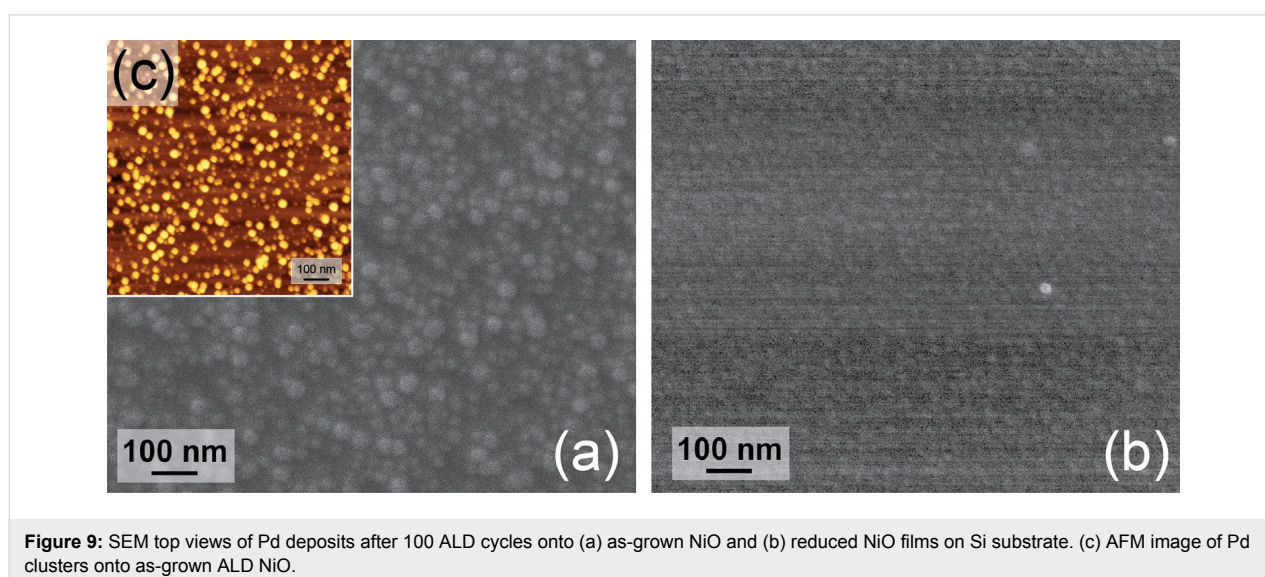 (c)
100 nm
100 nm
(a)
100 nm
(b)
Figure 9: SEM top views of Pd deposits after 100 ALD cycles onto (a) as-grown NiO and (b) reduced NiO films on Si substrate. (c) AFM image of Pd
clusters onto as-grown ALD NiO.